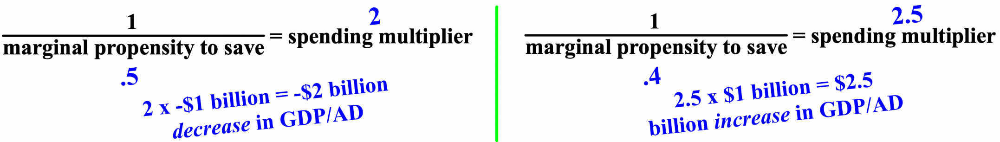 2
1
= spending multiplier
marginal propensity to save
.5
2 x -$1 billion = -$2 billion
decrease in GDP/AD
2.5
1
= spending multiplier
marginal propensity to save
.4
2.5 x $1 billion = $2.5
billion increase in GDP/AD